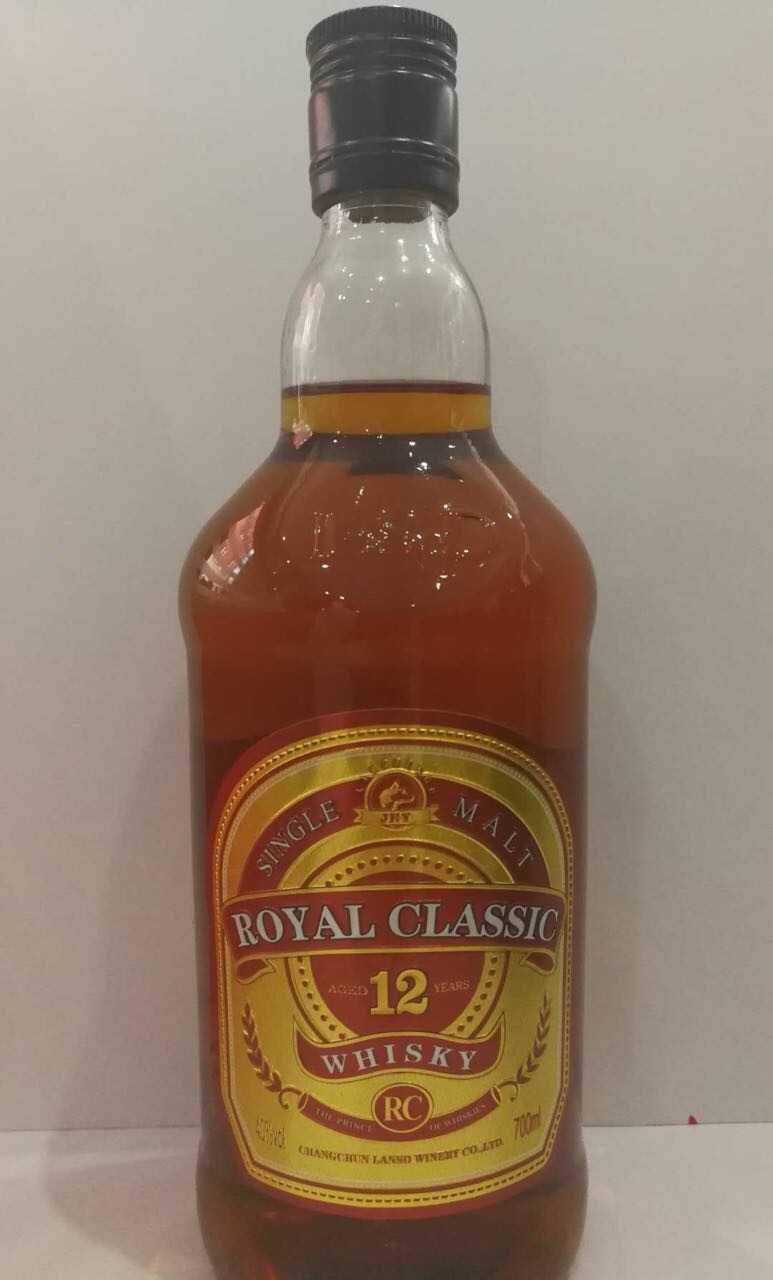 JHY
SINGLE MALT
ROYAL CLASSIC
AGED 12 YEARS
WHISKY
RC
THE PRINCE OF WHISKIES
40%vol
700ml
CHANGCHUN LANSD WINERY CO.,LTD.